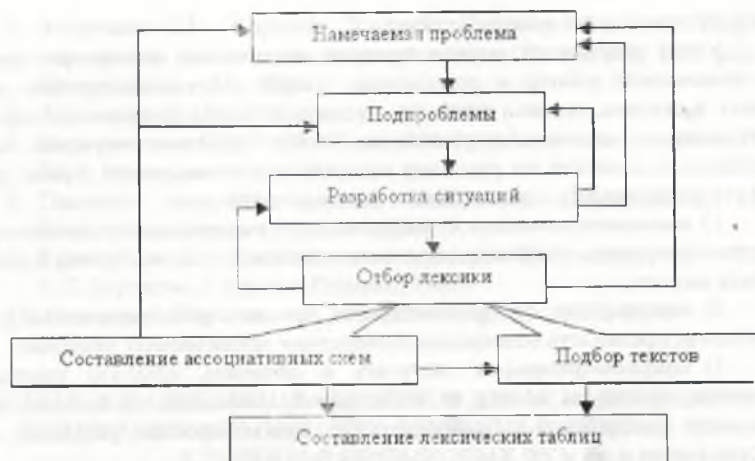 Намечаемая проблема
Подпроблемы
Разработка ситуаций
Отбор лексики
Составление ассоциативных схем
Подбор текстов
Составление лексических таблиц